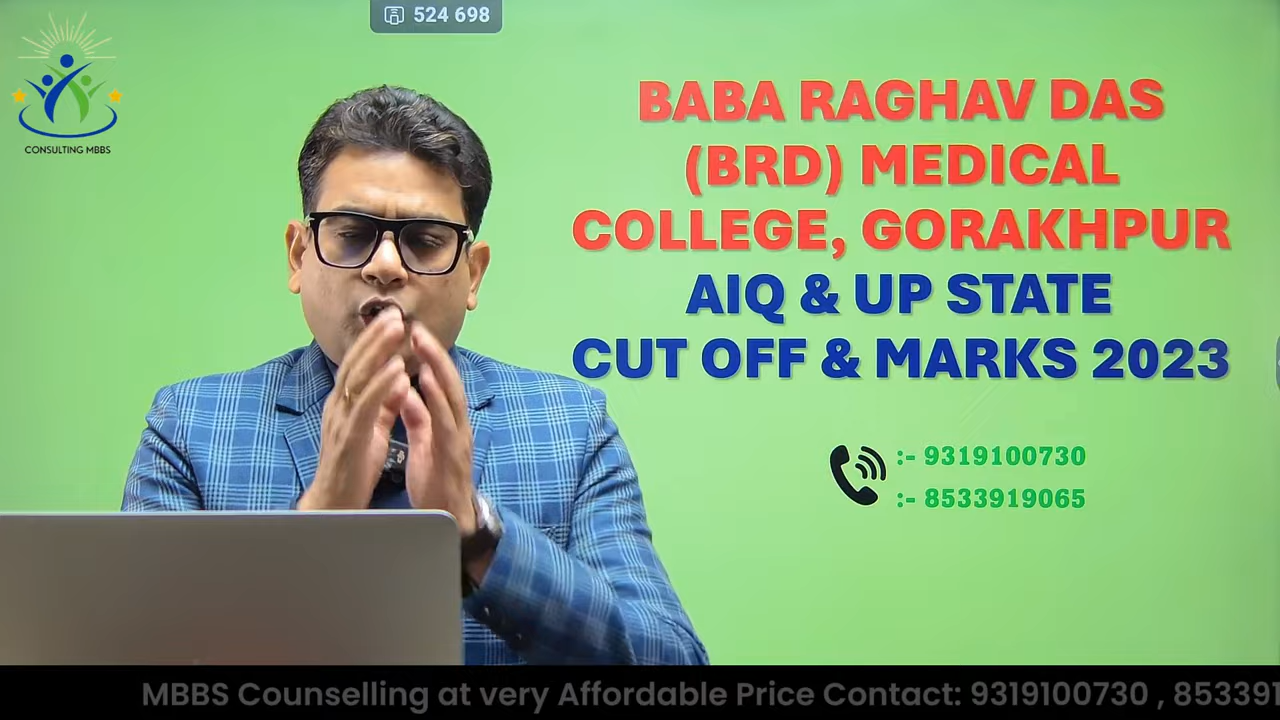 524 698
CONSULTING MBBS
BABA RAGHAV DAS
(BRD) MEDICAL
COLLEGE, GORAKHPUR
AIQ & UP STATE
CUT OFF & MARKS 2023
:- 9319100730
:- 8533919065
MBBS Counselling at very Affordable Price Contact: 9319100730 , 853391